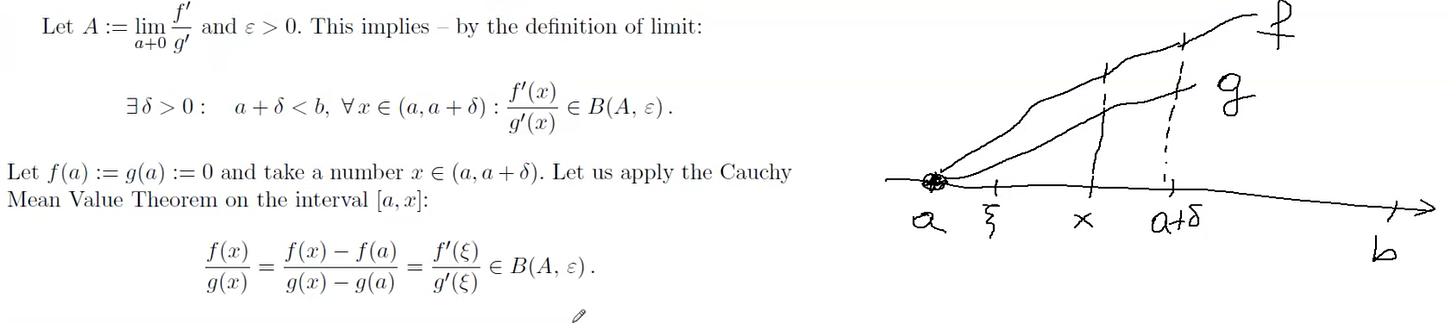 Let A := lim_{a+0} f′/g′ and ε > 0. This implies – by the definition of limit:
∃ δ > 0 : a + δ < b, ∀ x ∈ (a, a + δ) : f′(x)/g′(x) ∈ B(A, ε) .
Let f(a) := g(a) := 0 and take a number x ∈ (a, a + δ). Let us apply the Cauchy
Mean Value Theorem on the interval [a, x]:
f(x)/g(x) = (f(x) − f(a))/(g(x) − g(a)) = f′(ξ)/g′(ξ) ∈ B(A, ε) .
f
g
a ξ x a+δ
b